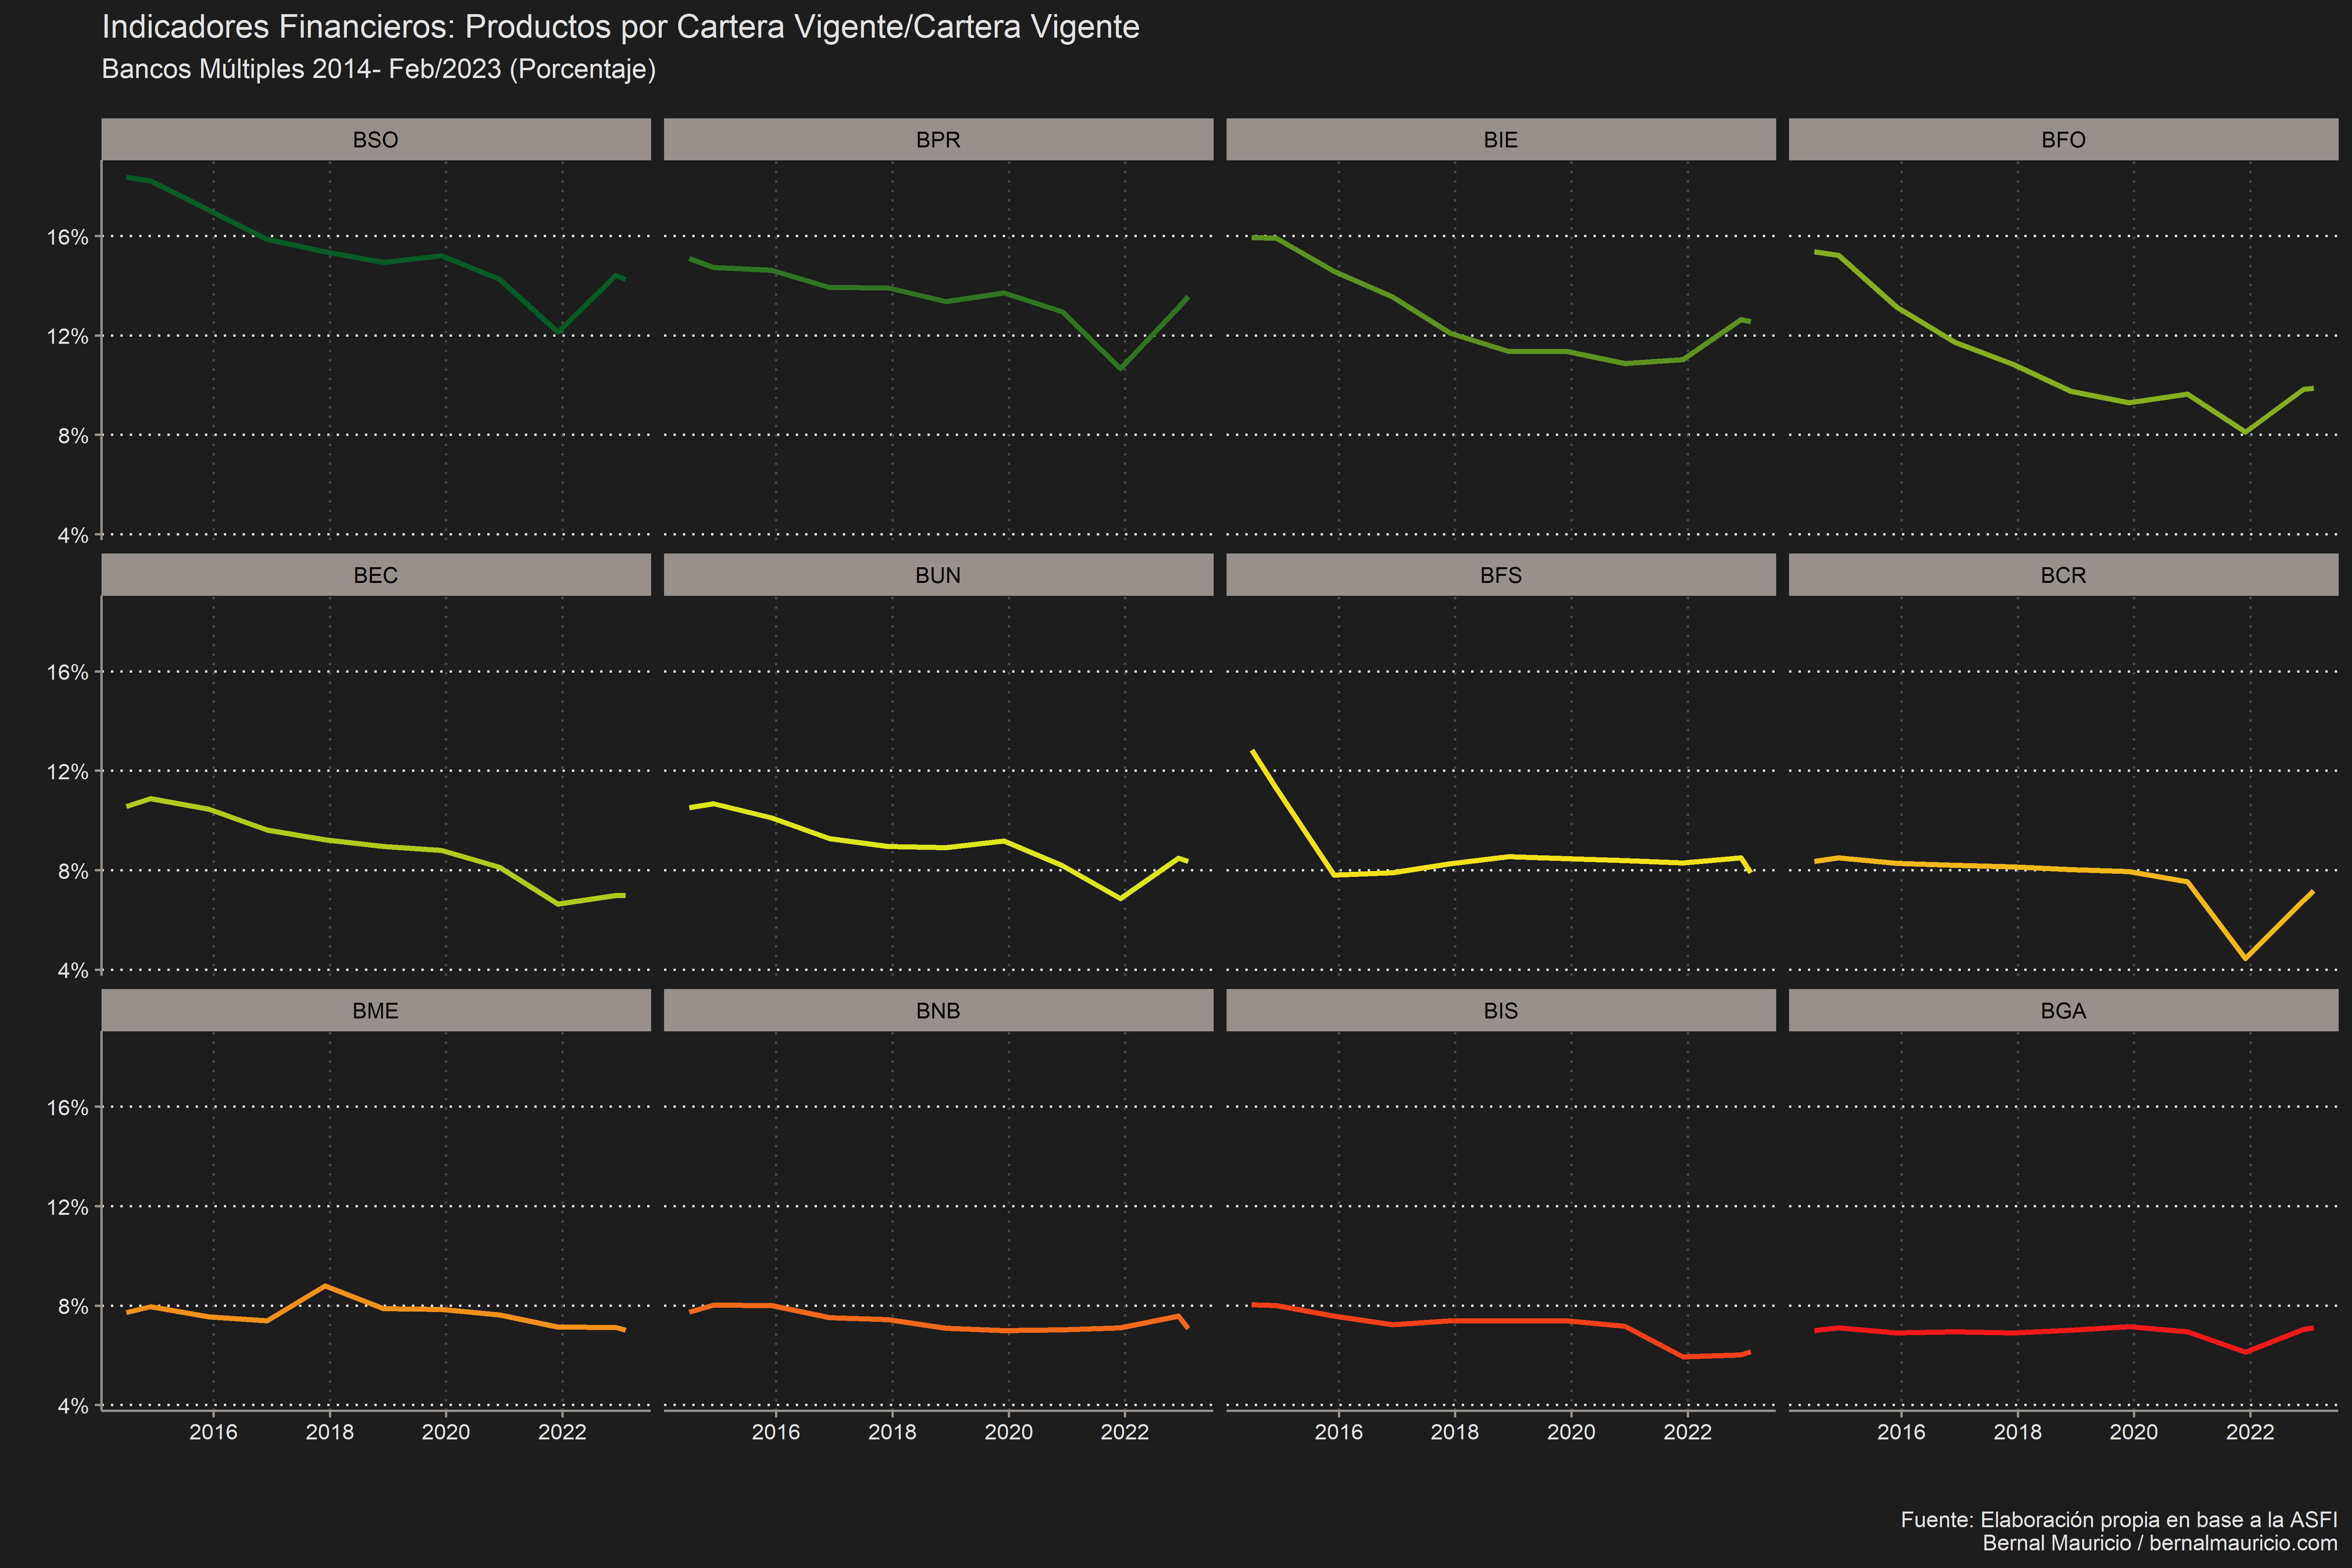 Indicadores Financieros: Productos por Cartera Vigente/Cartera Vigente
Bancos Múltiples 2014- Feb/2023 (Porcentaje)
BSO BPR BIE BFO
16%
12%
8%
4%
BEC BUN BFS BCR
16%
12%
8%
4%
BME BNB BIS BGA
16%
12%
8%
4%
2016 2018 2020 2022 2016 2018 2020 2022 2016 2018 2020 2022 2016 2018 2020 2022
Fuente: Elaboración propia en base a la ASFI
Bernal Mauricio / bernalmauricio.com